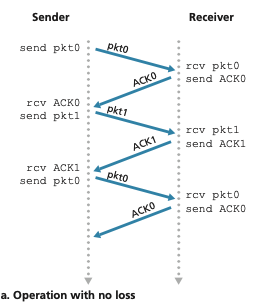 Sender
Receiver
send pkt0
pkt0
rcv pkt0
send ACK0
ACK0
rcv ACK0
send pkt1
pkt1
rcv pkt1
send ACK1
ACK1
rcv ACK1
send pkt0
pkt0
rcv pkt0
send ACK0
ACK0
a. Operation with no loss